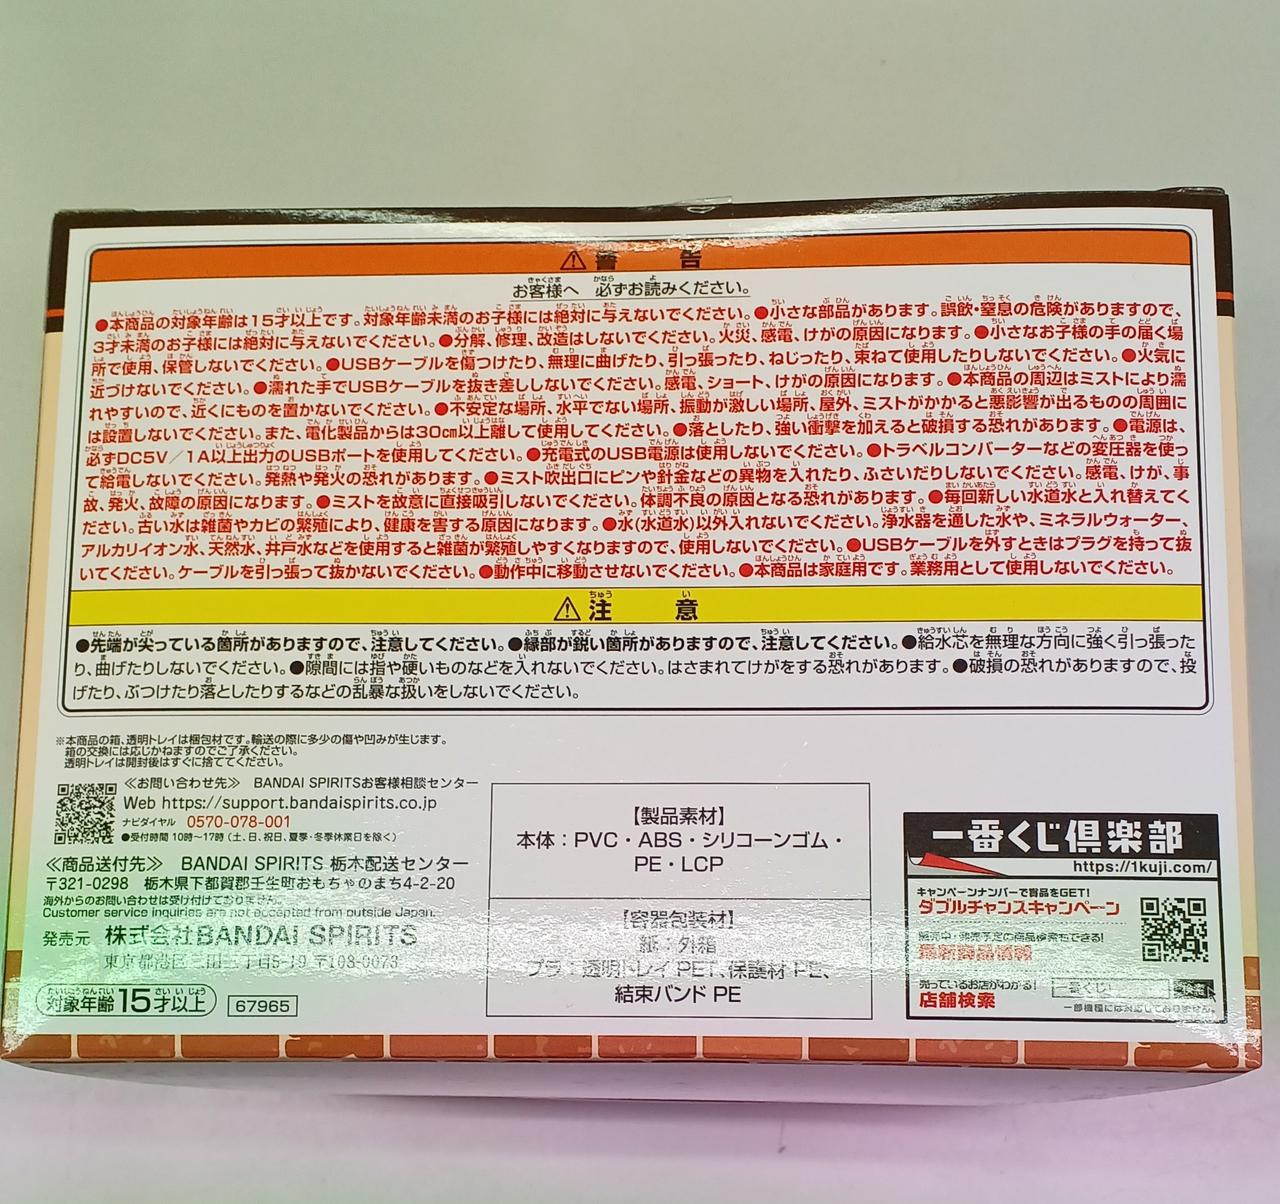 ⚠警　告
お客様へ 必ずお読みください。
●本商品の対象年齢は15才以上です。対象年齢未満のお子様には絶対に与えないでください。●小さな部品があります。誤飲・窒息の危険がありますので、
3才未満のお子様には絶対に与えないでください。●分解、修理、改造はしないでください。火災、感電、けがの原因になります。●小さなお子様の手の届く場
所で使用、保管しないでください。●USBケーブルを傷つけたり、無理に曲げたり、引っ張ったり、ねじったり、束ねて使用したりしないでください。●火気に
近づけないでください。●濡れた手でUSBケーブルを抜き差ししないでください。感電、ショート、けがの原因になります。●本商品の周辺はミストにより濡
れやすいので、近くにものを置かないでください。●不安定な場所、水平でない場所、振動が激しい場所、屋外、ミストがかかると悪影響が出るものの周囲に
は設置しないでください。また、電化製品からは30cm以上離して使用してください。●落としたり、強い衝撃を加えると破損する恐れがあります。●電源は、
必ずDC5V／1A以上出力のUSBポートを使用してください。●充電式のUSB電源は使用しないでください。●トラベルコンバーターなどの変圧器を使っ
て給電しないでください。発熱や発火の恐れがあります。●ミスト吹出口にピンや針金などの異物を入れたり、ふさいだりしないでください。感電、けが、事
故、発火、故障の原因になります。●ミストを故意に直接吸引しないでください。体調不良の原因となる恐れがあります。●毎回新しい水道水と入れ替えてく
ださい。古い水は雑菌やカビの繁殖により、健康を害する原因になります。●水(水道水)以外入れないでください。浄水器を通した水や、ミネラルウォーター、
アルカリイオン水、天然水、井戸水などを使用すると雑菌が繁殖しやすくなりますので、使用しないでください。●USBケーブルを外すときはプラグを持って抜
いてください。ケーブルを引っ張って抜かないでください。●動作中に移動させないでください。●本商品は家庭用です。業務用として使用しないでください。
⚠注　意
●先端が尖っている箇所がありますので、注意してください。●縁部が鋭い箇所がありますので、注意してください。●給水芯を無理な方向に強く引っ張った
り、曲げたりしないでください。●隙間には指や硬いものなどを入れないでください。はさまれてけがをする恐れがあります。●破損の恐れがありますので、投
げたり、ぶつけたり落としたりするなどの乱暴な扱いをしないでください。
※本商品の箱、透明トレイは梱包材です。輸送の際に多少の傷や凹みが生じます。
箱の交換には応じかねますのでご了承ください。
透明トレイは開封後はすぐに捨ててください。
≪お問い合わせ先≫ BANDAI SPIRITSお客様相談センター
Web https://support.bandaispirits.co.jp
ナビダイヤル 0570-078-001
●受付時間 10時〜17時(土、日、祝日、夏季・冬季休業日を除く)
≪商品送付先≫ BANDAI SPIRITS 栃木配送センター
〒321-0298 栃木県下都賀郡壬生町おもちゃのまち4-2-20
海外からのお問い合わせは受け付けておりません。
Customer service inquiries are not accepted from outside Japan.
発売元 株式会社BANDAI SPIRITS
東京都港区三田三丁目5-19 〒108-0073
対象年齢15才以上
67965
【製品素材】
本体：PVC・ABS・シリコーンゴム・
PE・LCP
【容器包装材】
紙：外箱
プラ：透明トレイ PET、保護材 PE、
結束バンド PE
一番くじ倶楽部
https://1kuji.com/
キャンペーンナンバーで賞品をGET!
ダブルチャンスキャンペーン
発売中・発売予定の商品検索もできる!
最新商品情報
売っているお店がわかる!
店舗検索
一番くじ 検索
一部機種には対応しておりません。